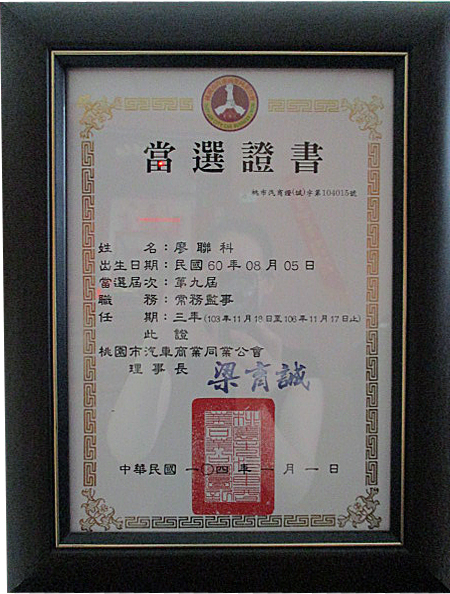 當選證書
桃市汽商證(誠)字第104015號
姓名：廖聯科
出生日期：民國60年08月05日
當選屆次：第九屆
職務：常務監事
任期：三年(103年11月18日至106年11月17日止)
此證
桃園市汽車商業同業公會
理事長 梁育誠
中華民國一〇四年一月一日